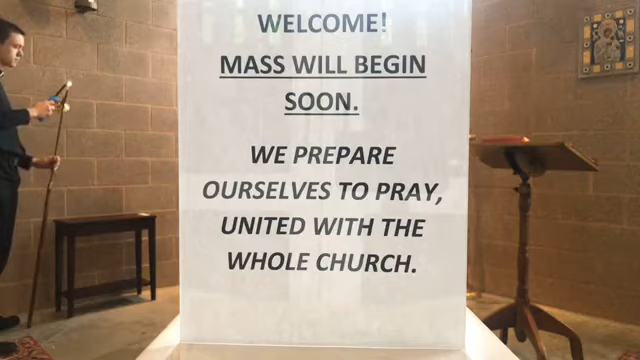 WELCOME!
MASS WILL BEGIN
SOON.
WE PREPARE
OURSELVES TO PRAY,
UNITED WITH THE
WHOLE CHURCH.